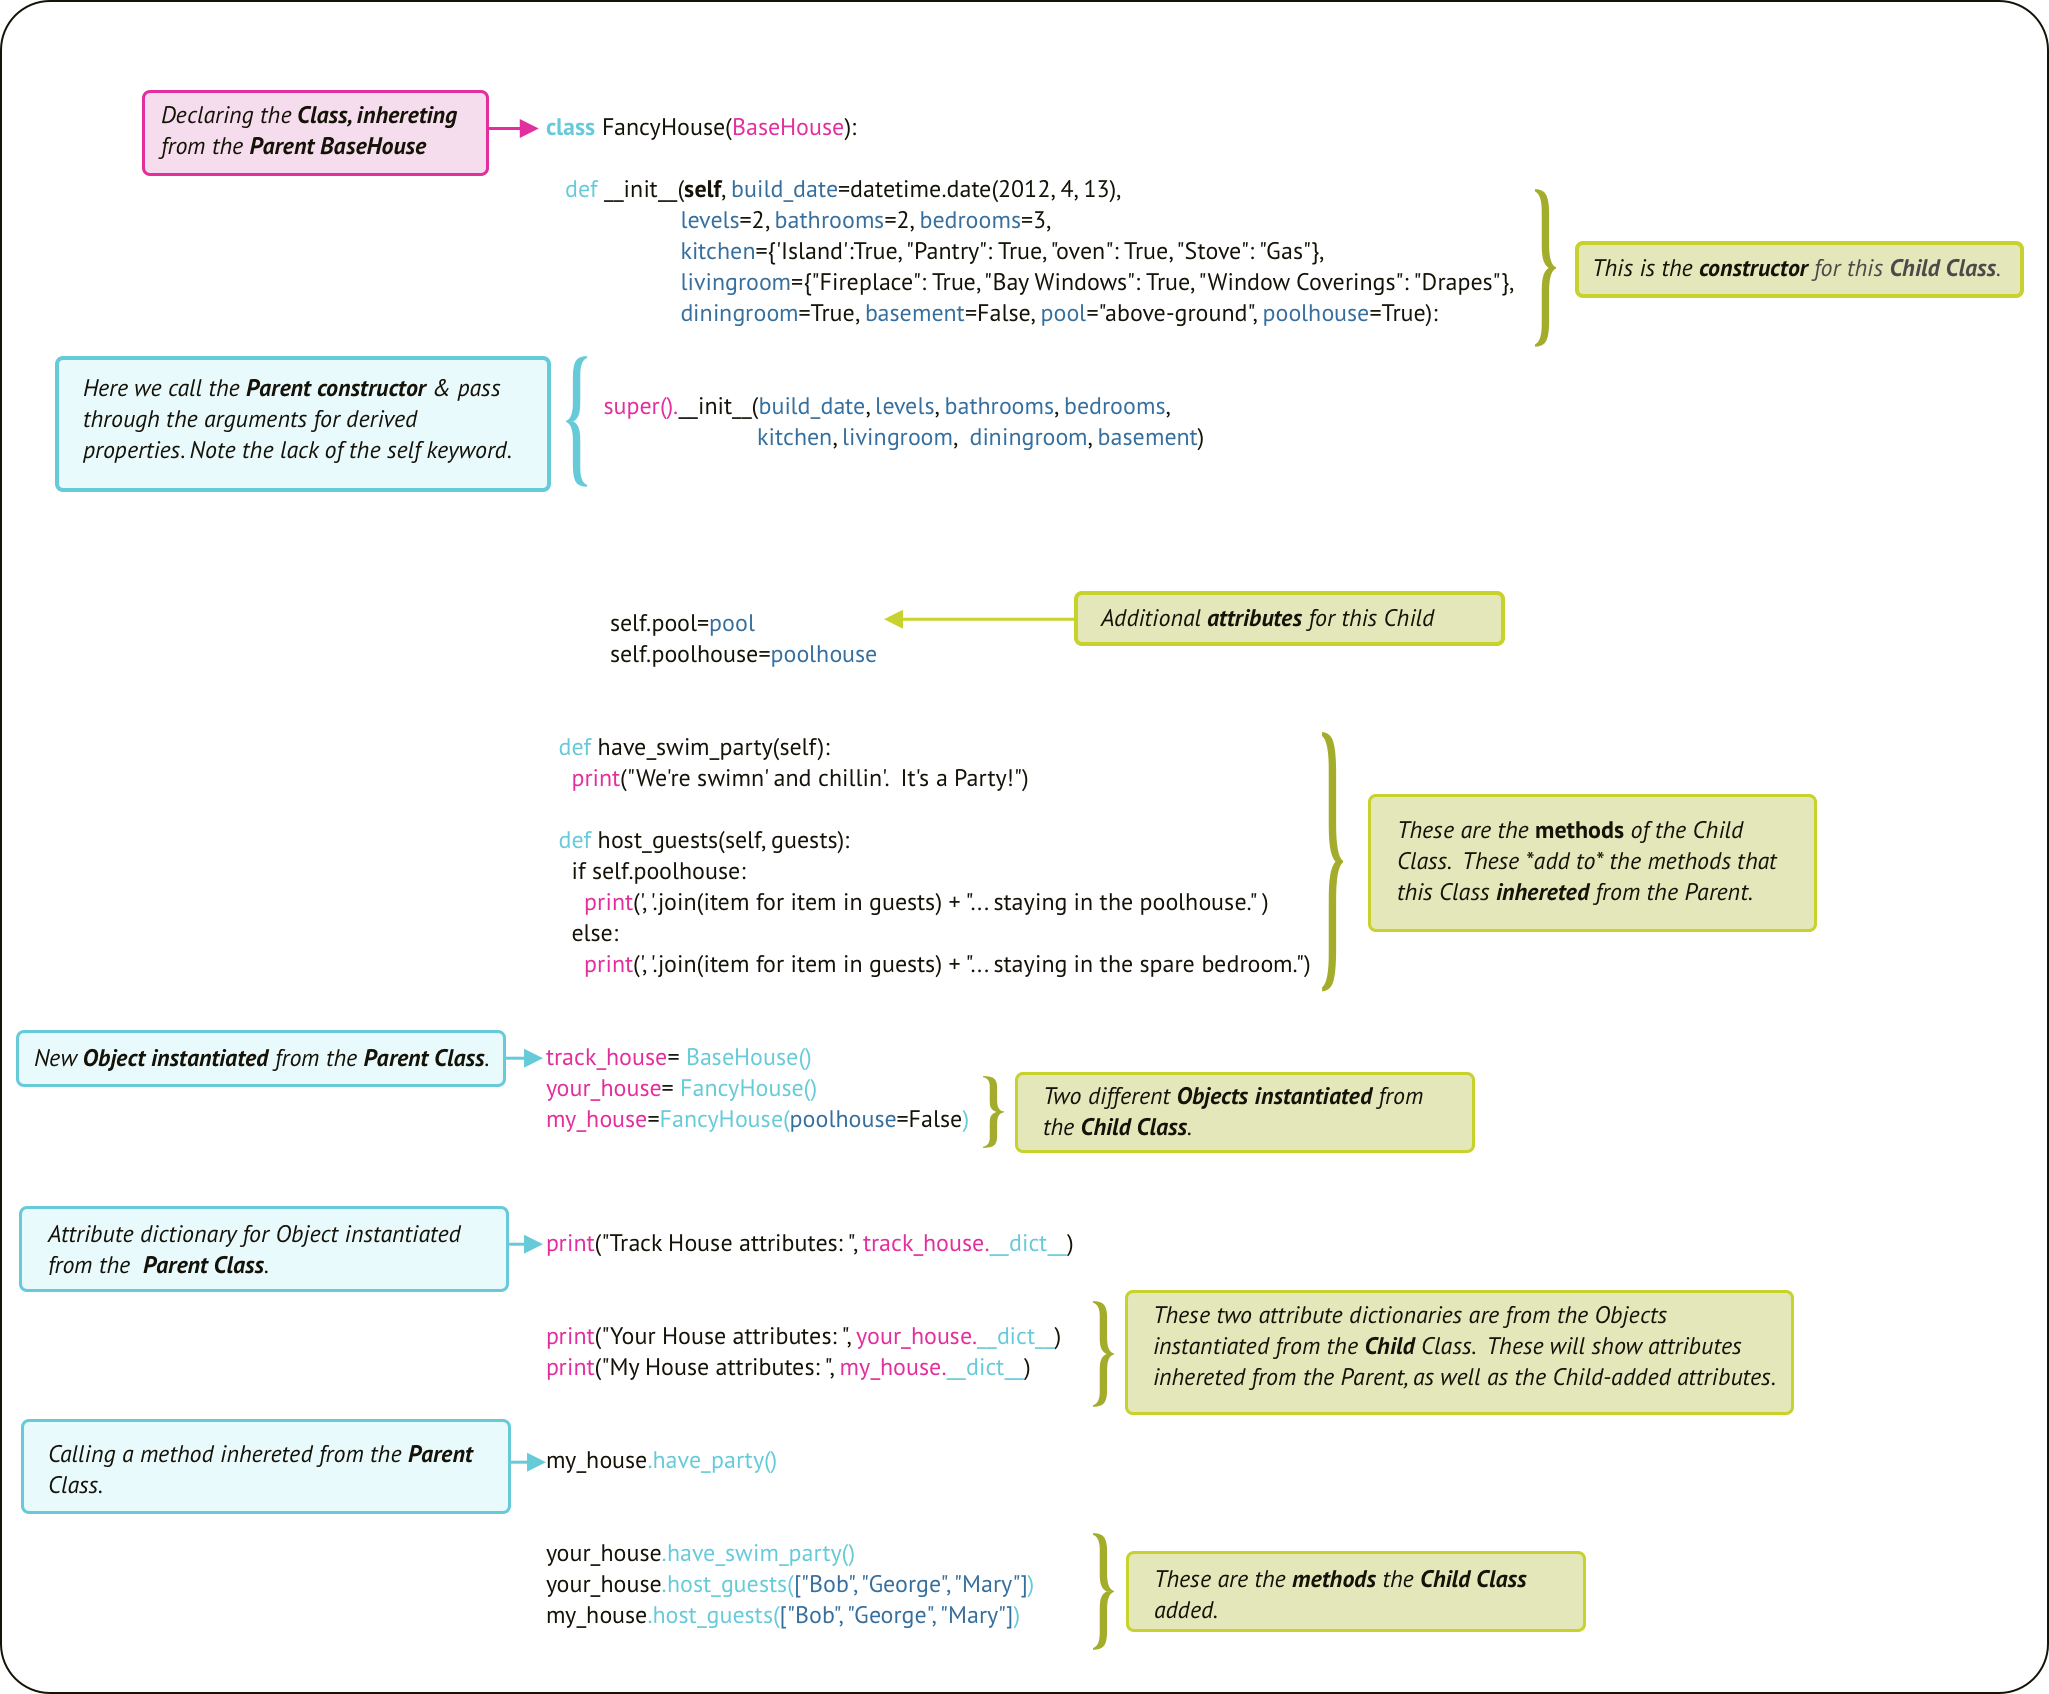 Declaring the Class, inhereting
from the Parent BaseHouse
class FancyHouse(BaseHouse):
def __init__(self, build_date=datetime.date(2012, 4, 13),
levels=2, bathrooms=2, bedrooms=3,
kitchen={'Island':True, "Pantry": True, "oven": True, "Stove": "Gas"},
livingroom={"Fireplace": True, "Bay Windows": True, "Window Coverings": "Drapes"},
diningroom=True, basement=False, pool="above-ground", poolhouse=True):
This is the constructor for this Child Class.
Here we call the Parent constructor & pass
through the arguments for derived
properties. Note the lack of the self keyword.
super().__init__(build_date, levels, bathrooms, bedrooms,
kitchen, livingroom,  diningroom, basement)
self.pool=pool
self.poolhouse=poolhouse
Additional attributes for this Child
def have_swim_party(self):
print("We're swimn' and chillin'.  It's a Party!")
def host_guests(self, guests):
if self.poolhouse:
print(', '.join(item for item in guests) + "... staying in the poolhouse." )
else:
print(', '.join(item for item in guests) + "... staying in the spare bedroom.")
These are the methods of the Child
Class.  These *add to* the methods that
this Class inhereted from the Parent.
New Object instantiated from the Parent Class.
track_house= BaseHouse()
your_house= FancyHouse()
my_house=FancyHouse(poolhouse=False)
Two different Objects instantiated from
the Child Class.
Attribute dictionary for Object instantiated
from the  Parent Class.
print("Track House attributes: ", track_house.__dict__)
print("Your House attributes: ", your_house.__dict__)
print("My House attributes: ", my_house.__dict__)
These two attribute dictionaries are from the Objects
instantiated from the Child Class.  These will show attributes
inhereted from the Parent, as well as the Child-added attributes.
Calling a method inhereted from the Parent
Class.
my_house.have_party()
your_house.have_swim_party()
your_house.host_guests(["Bob", "George", "Mary"])
my_house.host_guests(["Bob", "George", "Mary"])
These are the methods the Child Class
added.